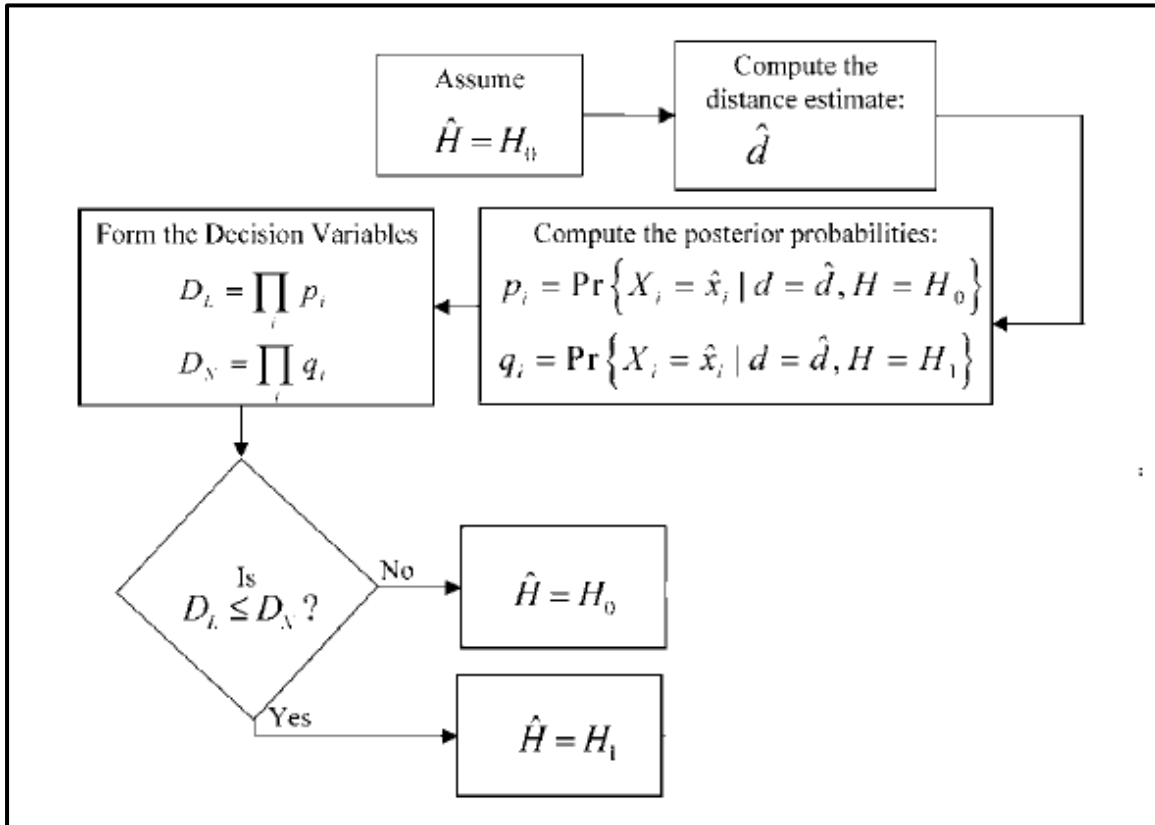 Assume
Ĥ = H₀
Compute the
distance estimate:
d̂
Compute the posterior probabilities:
pᵢ = Pr{Xᵢ = x̂ᵢ | d = d̂, H = H₀}
qᵢ = Pr{Xᵢ = x̂ᵢ | d = d̂, H = H₁}
Form the Decision Variables
D_L = ∏ᵢ pᵢ
D_N = ∏ᵢ qᵢ
Is
D_L ≤ D_N ?
No
Ĥ = H₀
Yes
Ĥ = H₁
: